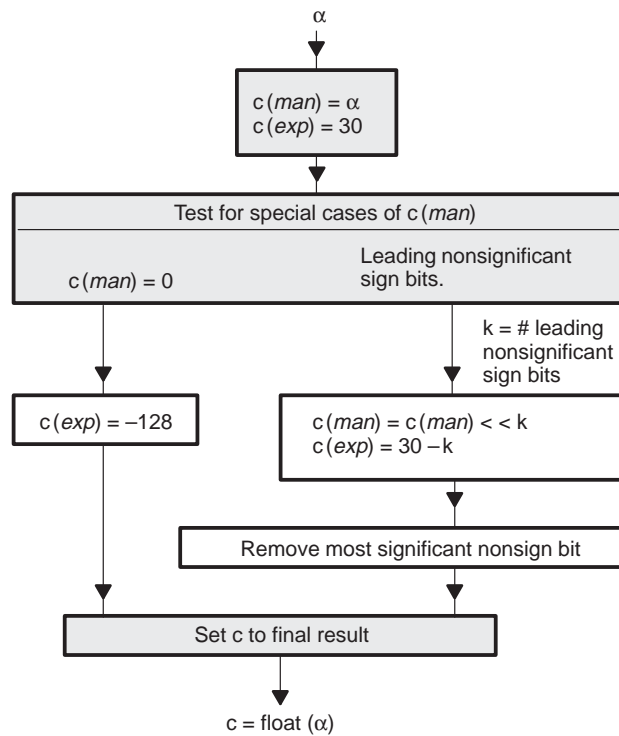 α
c(man) = α
c(exp) = 30
Test for special cases of c(man)
c(man) = 0
Leading nonsignificant
sign bits.
k = # leading
nonsignificant
sign bits
c(exp) = –128
c(man) = c(man) < < k
c(exp) = 30 – k
Remove most significant nonsign bit
Set c to final result
c = float (α)